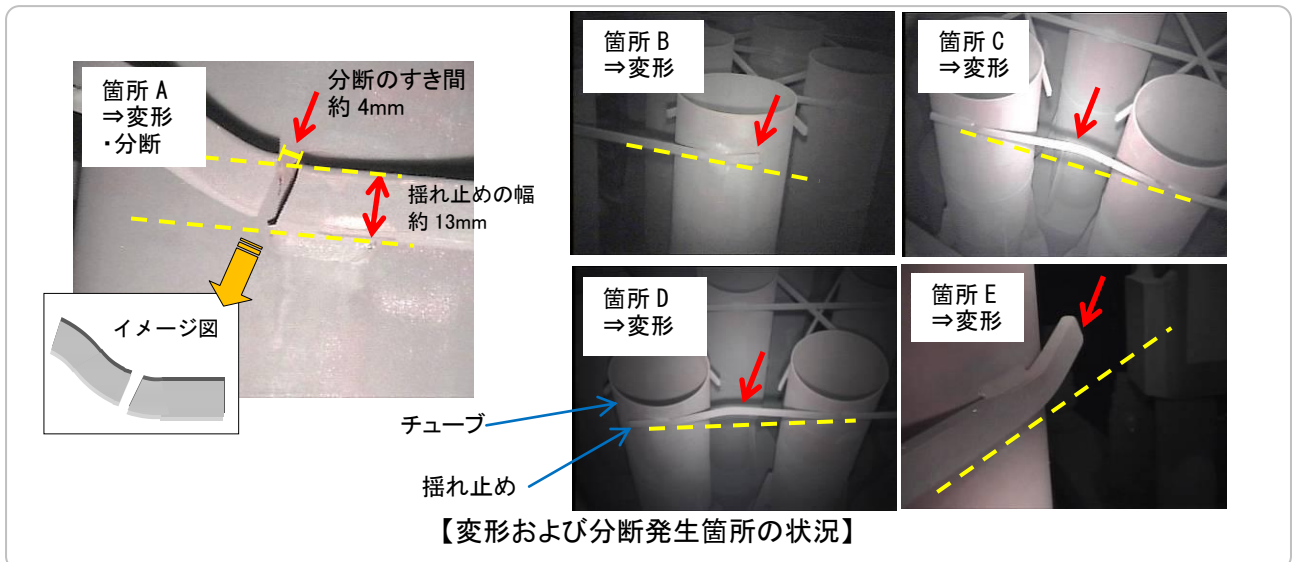 箇所 A
⇒変形
・分断
分断のすき間
約 4mm
揺れ止めの幅
約 13mm
イメージ図
箇所 B
⇒変形
箇所 C
⇒変形
箇所 D
⇒変形
箇所 E
⇒変形
チューブ
揺れ止め
【変形および分断発生箇所の状況】